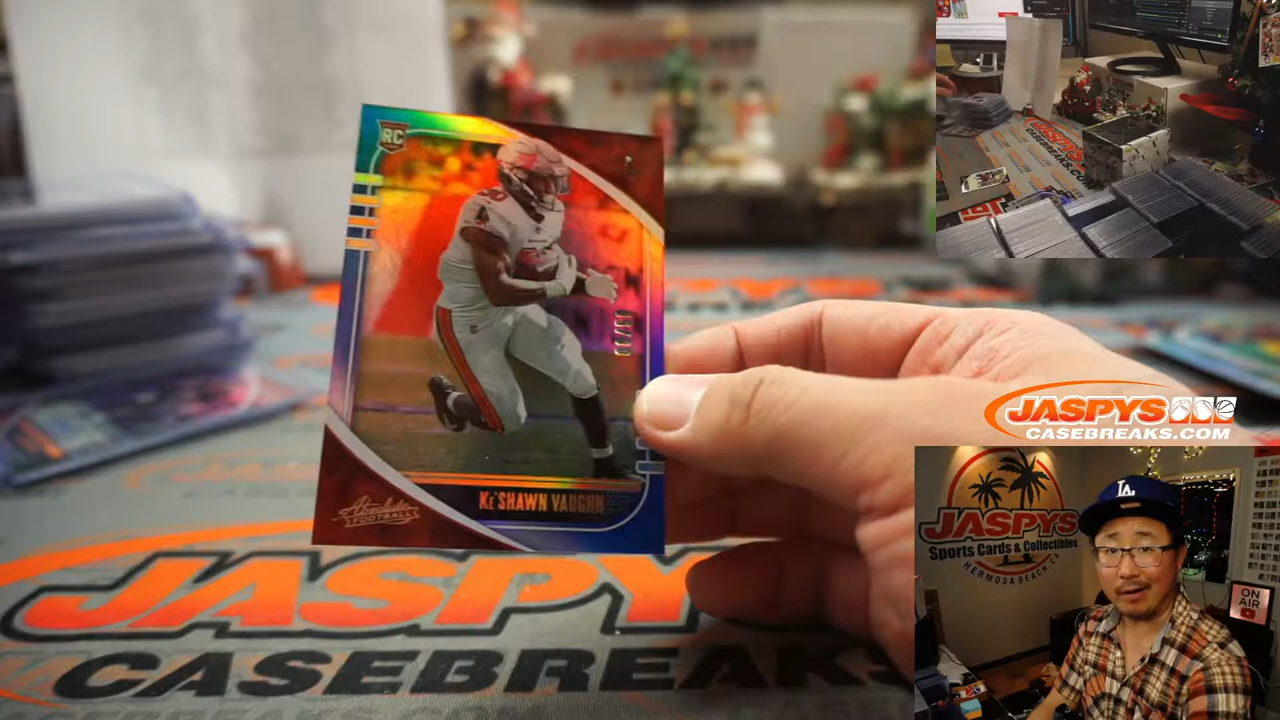 RC
KE'SHAWN VAUGHN
Absolute
FOOTBALL
JASPY
CASEBREAKS
JASPYS
CASEBREAKS.COM
JASPYS
Sports Cards & Collectibles
HERMOSA BEACH, CA
LA
ON
AIR